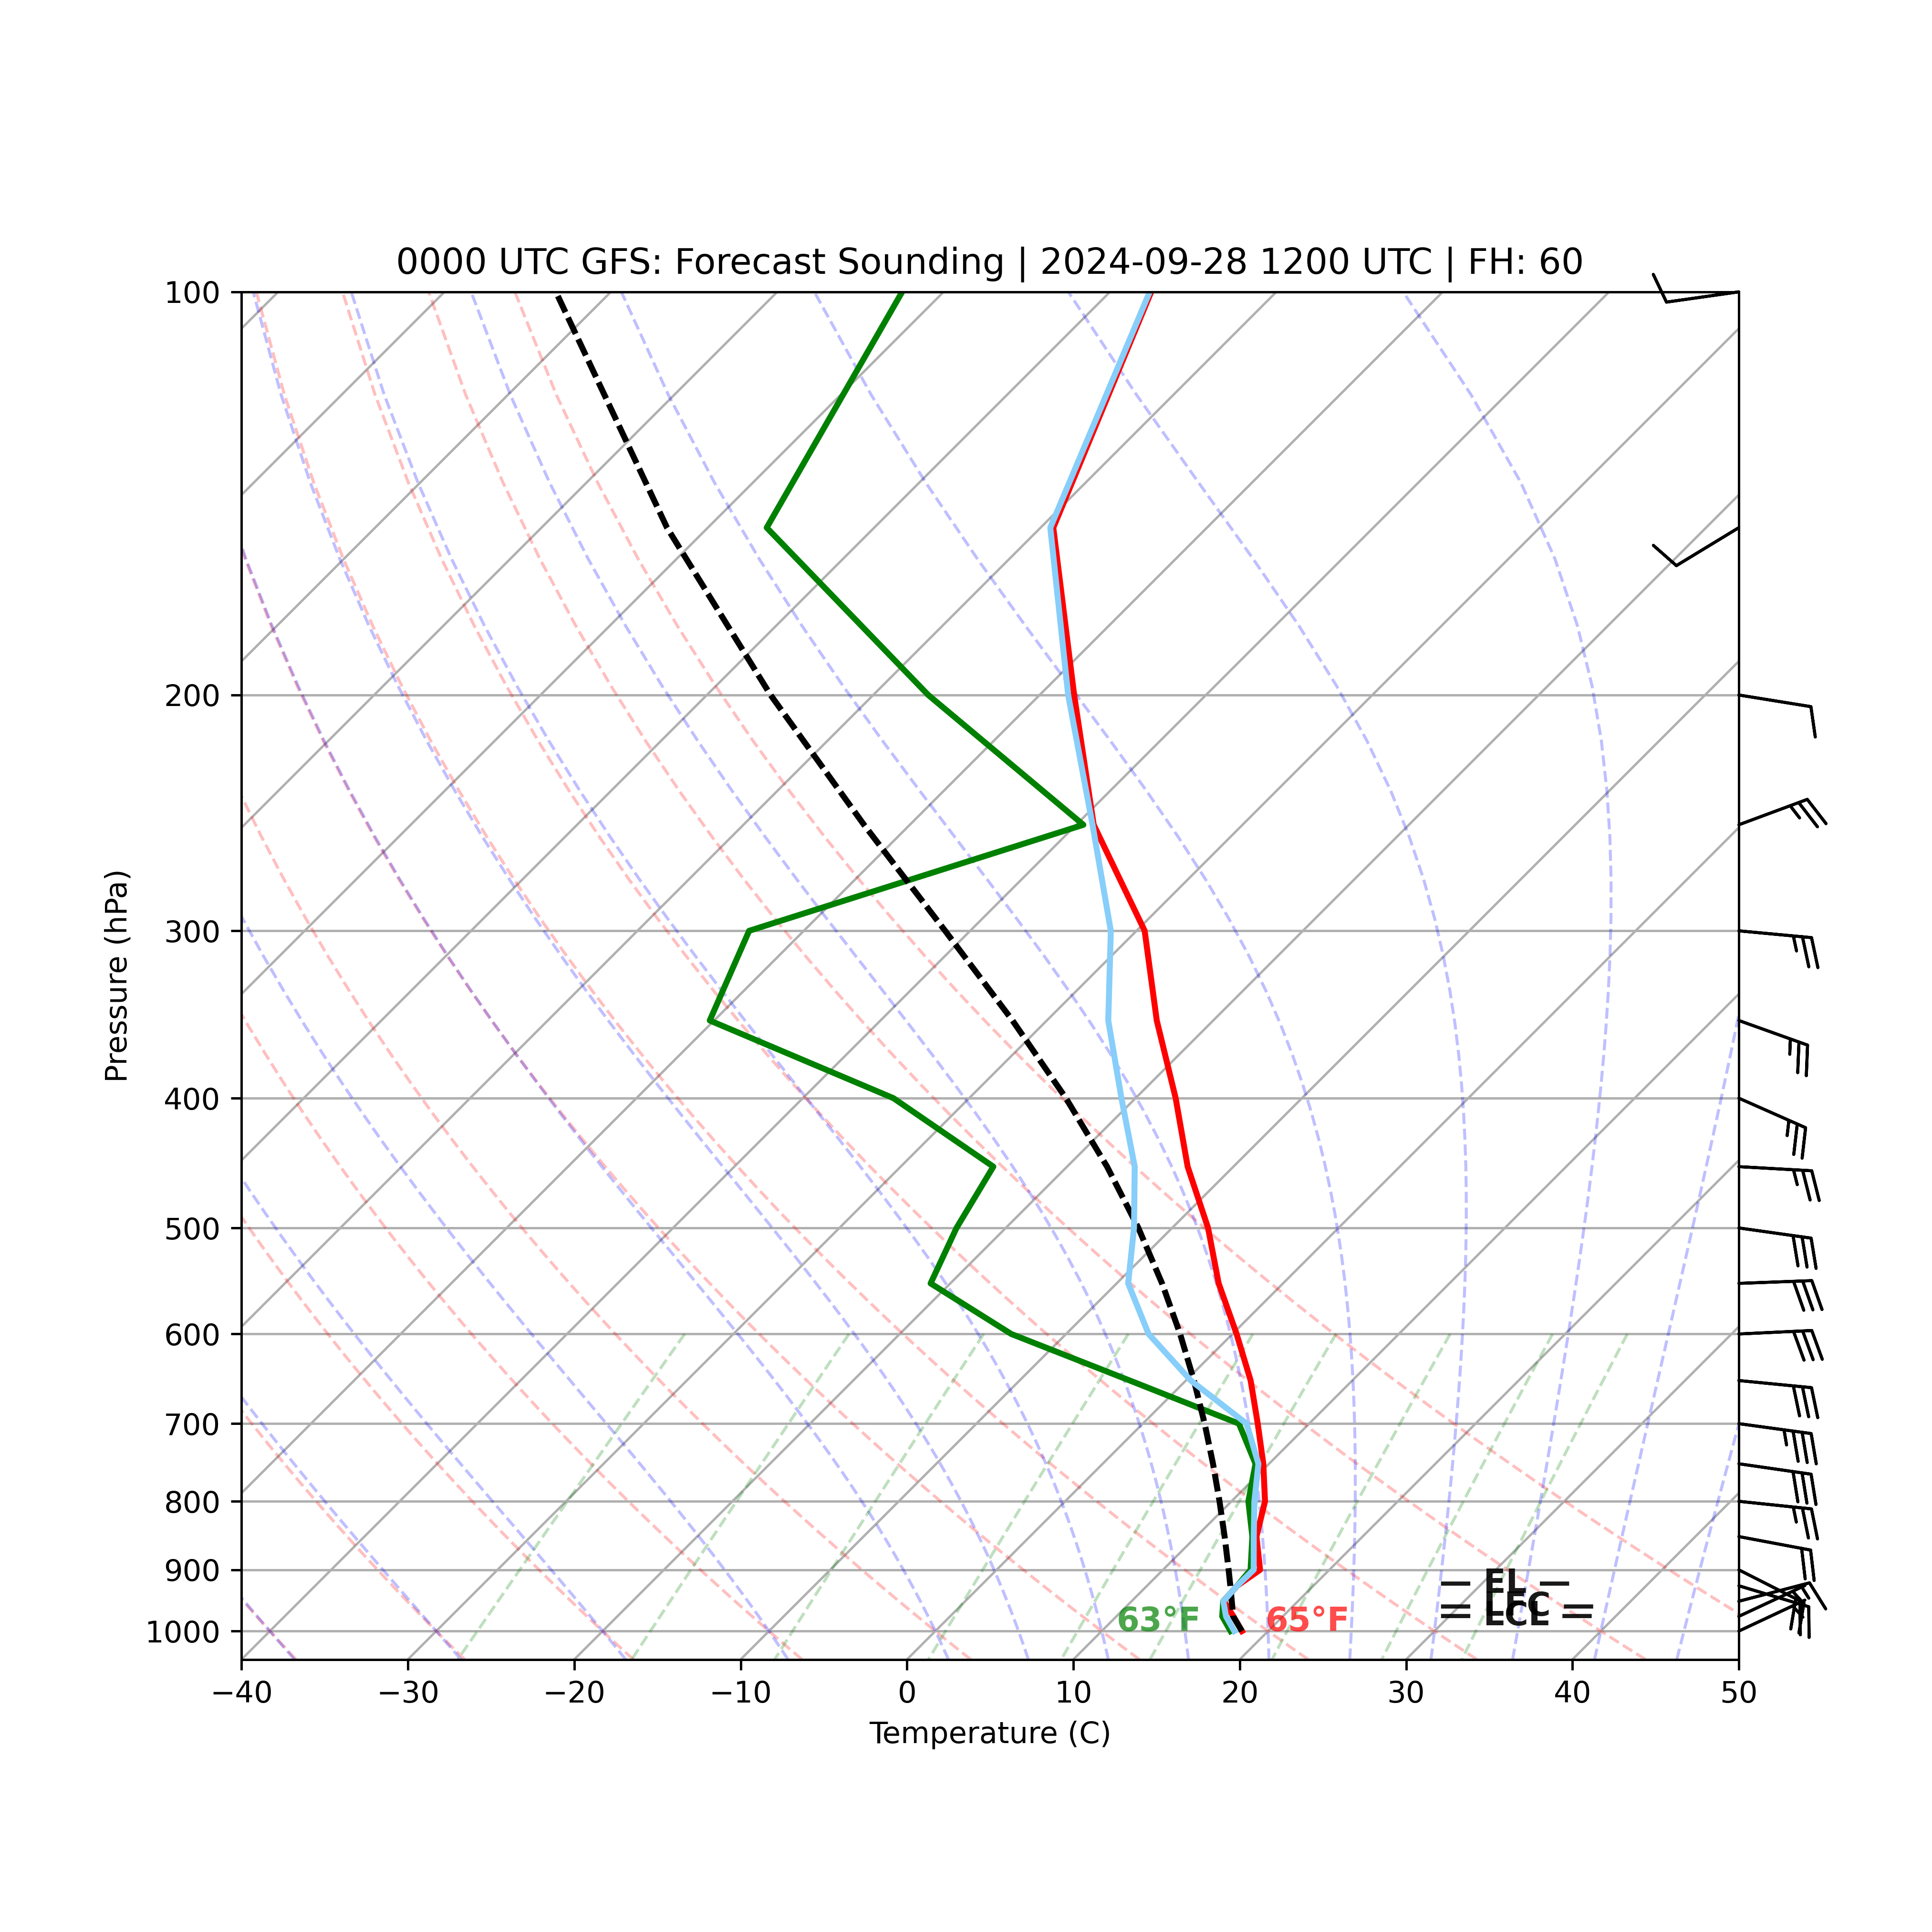 0000 UTC GFS: Forecast Sounding | 2024-09-28 1200 UTC | FH: 60
100
200
300
400
500
600
700
800
900
1000
Pressure (hPa)
— EL —
— LFC —
— LCL —
63°F
65°F
−40
−30
−20
−10
0
10
20
30
40
50
Temperature (C)